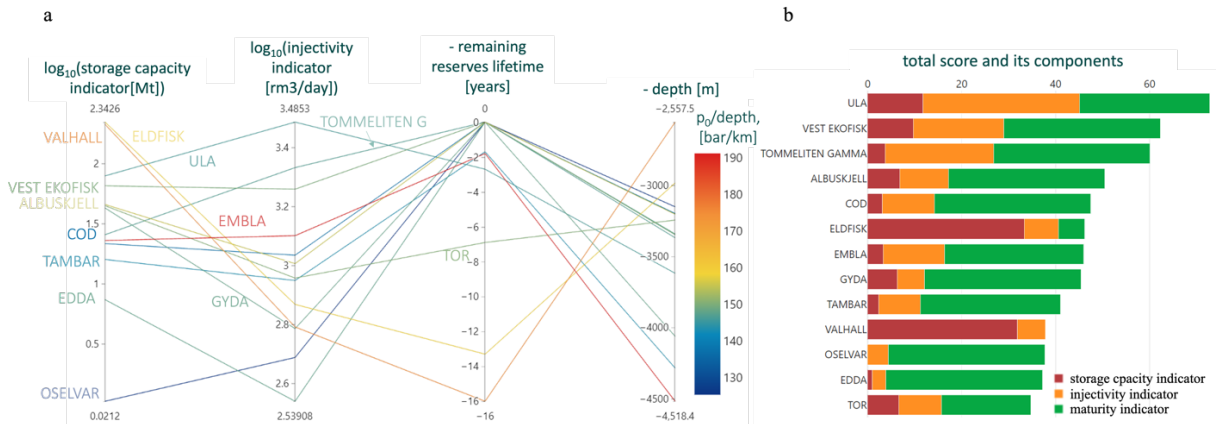 a
log10(storage capacity
indicator[Mt])
2.3426
log10(injectivity
indicator
[rm3/day])
3.4853
- remaining
reserves lifetime
[years]
0
- depth [m]
-2557.5
VALHALL
ELDFISK
ULA
TOMMELITEN G
VEST EKOFISK
ALBUSKJELL
COD
TAMBAR
EDDA
OSELVAR
EMBLA
GYDA
TOR
2
1.5
1
0.5
0.0212
3.4
3.2
3
2.8
2.6
2.53908
0
−2
−4
−6
−8
−10
−12
−14
−16
−16
−3000
−3500
−4000
−4500
−4,518.4
p0/depth,
[bar/km]
190
180
170
160
150
140
130
b
total score and its components
0 20 40 60
ULA
VEST EKOFISK
TOMMELITEN GAMMA
ALBUSKJELL
COD
ELDFISK
EMBLA
GYDA
TAMBAR
VALHALL
OSELVAR
EDDA
TOR
storage cpacity indicator
injectivity indicator
maturity indicator